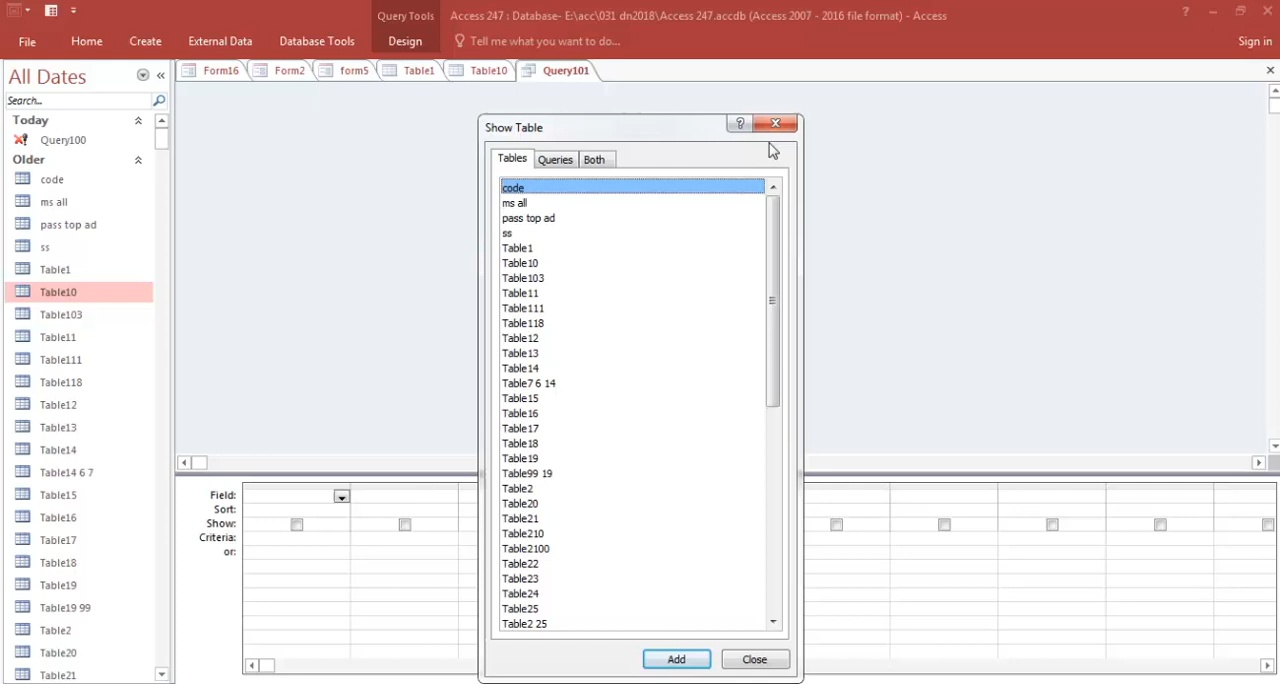 Query Tools
Access 247 : Database- E:\acc\031 dn2018\Access 247.accdb (Access 2007 - 2016 file format) - Access
?
File
Home
Create
External Data
Database Tools
Design
Tell me what you want to do...
Sign in
All Dates
Search...
Today
Query100
Older
code
ms all
pass top ad
ss
Table1
Table10
Table103
Table11
Table111
Table118
Table12
Table13
Table14
Table14 6 7
Table15
Table16
Table17
Table18
Table19
Table19 99
Table2
Table20
Table21
Form16
Form2
form5
Table1
Table10
Query101
Show Table
?
Tables
Queries
Both
code
ms all
pass top ad
ss
Table1
Table10
Table103
Table11
Table111
Table118
Table12
Table13
Table14
Table7 6 14
Table15
Table16
Table17
Table18
Table19
Table99 19
Table2
Table20
Table21
Table210
Table2100
Table22
Table23
Table24
Table25
Table2 25
Add
Close
Field:
Sort:
Show:
Criteria:
or: